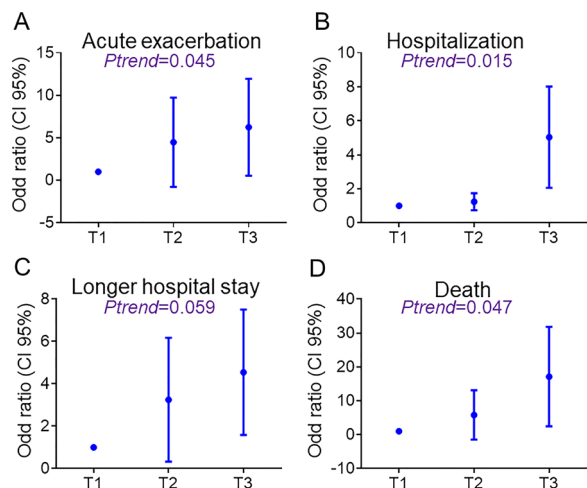 A
Acute exacerbation
Ptrend=0.045
Odd ratio (CI 95%)
15
10
5
0
-5
T1 T2 T3
B
Hospitalization
Ptrend=0.015
Odd ratio (CI 95%)
10
8
6
4
2
0
T1 T2 T3
C
Longer hospital stay
Ptrend=0.059
Odd ratio (CI 95%)
8
6
4
2
0
T1 T2 T3
D
Death
Ptrend=0.047
Odd ratio (CI 95%)
40
30
20
10
0
-10
T1 T2 T3